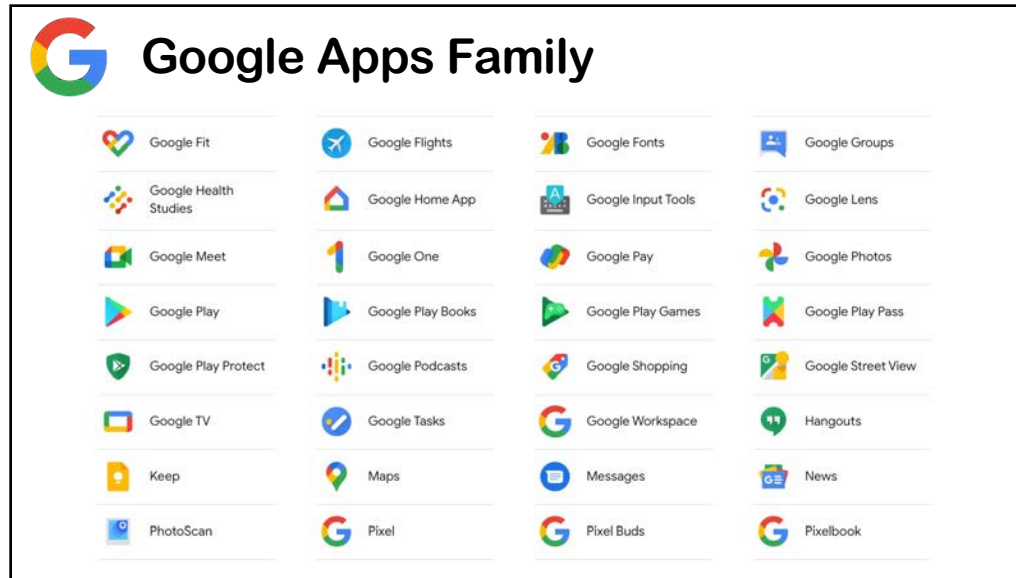 Google Apps Family
Google Fit
Google Flights
Google Fonts
Google Groups
Google Health
Studies
Google Home App
Google Input Tools
Google Lens
Google Meet
Google One
Google Pay
Google Photos
Google Play
Google Play Books
Google Play Games
Google Play Pass
Google Play Protect
Google Podcasts
Google Shopping
Google Street View
Google TV
Google Tasks
Google Workspace
Hangouts
Keep
Maps
Messages
News
PhotoScan
Pixel
Pixel Buds
Pixelbook